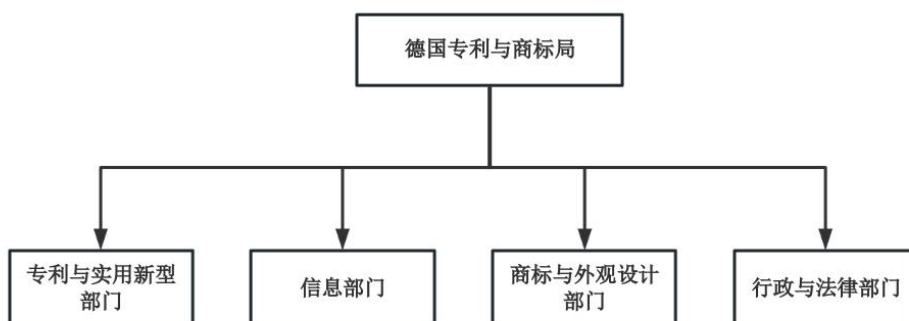 德国专利与商标局
专利与实用新型
部门
信息部门
商标与外观设计
部门
行政与法律部门